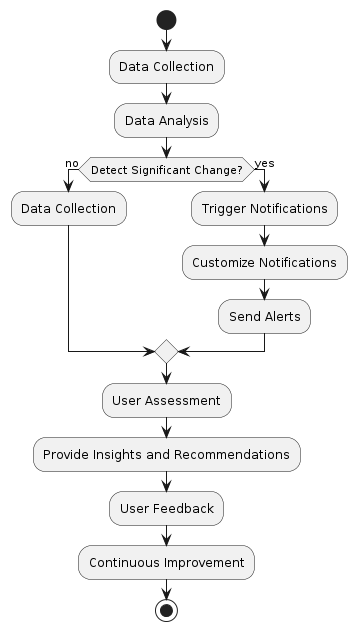 Data Collection
Data Analysis
no
Detect Significant Change?
yes
Data Collection
Trigger Notifications
Customize Notifications
Send Alerts
User Assessment
Provide Insights and Recommendations
User Feedback
Continuous Improvement